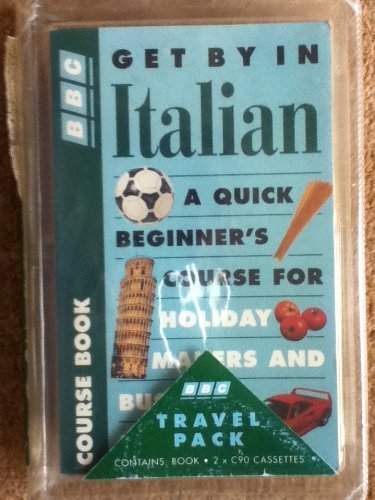 BBC
COURSE BOOK
GET BY IN
Italian
A QUICK
BEGINNER'S
COURSE FOR
HOLIDAY
MAKERS AND
BBC
TRAVEL
PACK
CONTAINS: BOOK • 2 x C90 CASSETTES